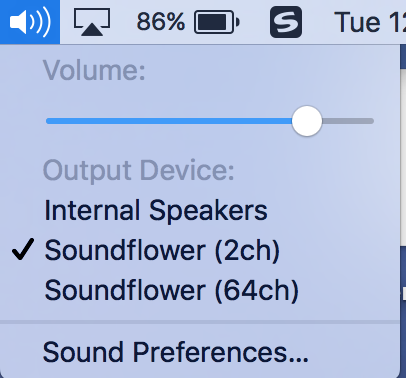 86% S Tue 12
Volume:
Output Device:
Internal Speakers
✓ Soundflower (2ch)
Soundflower (64ch)
Sound Preferences...